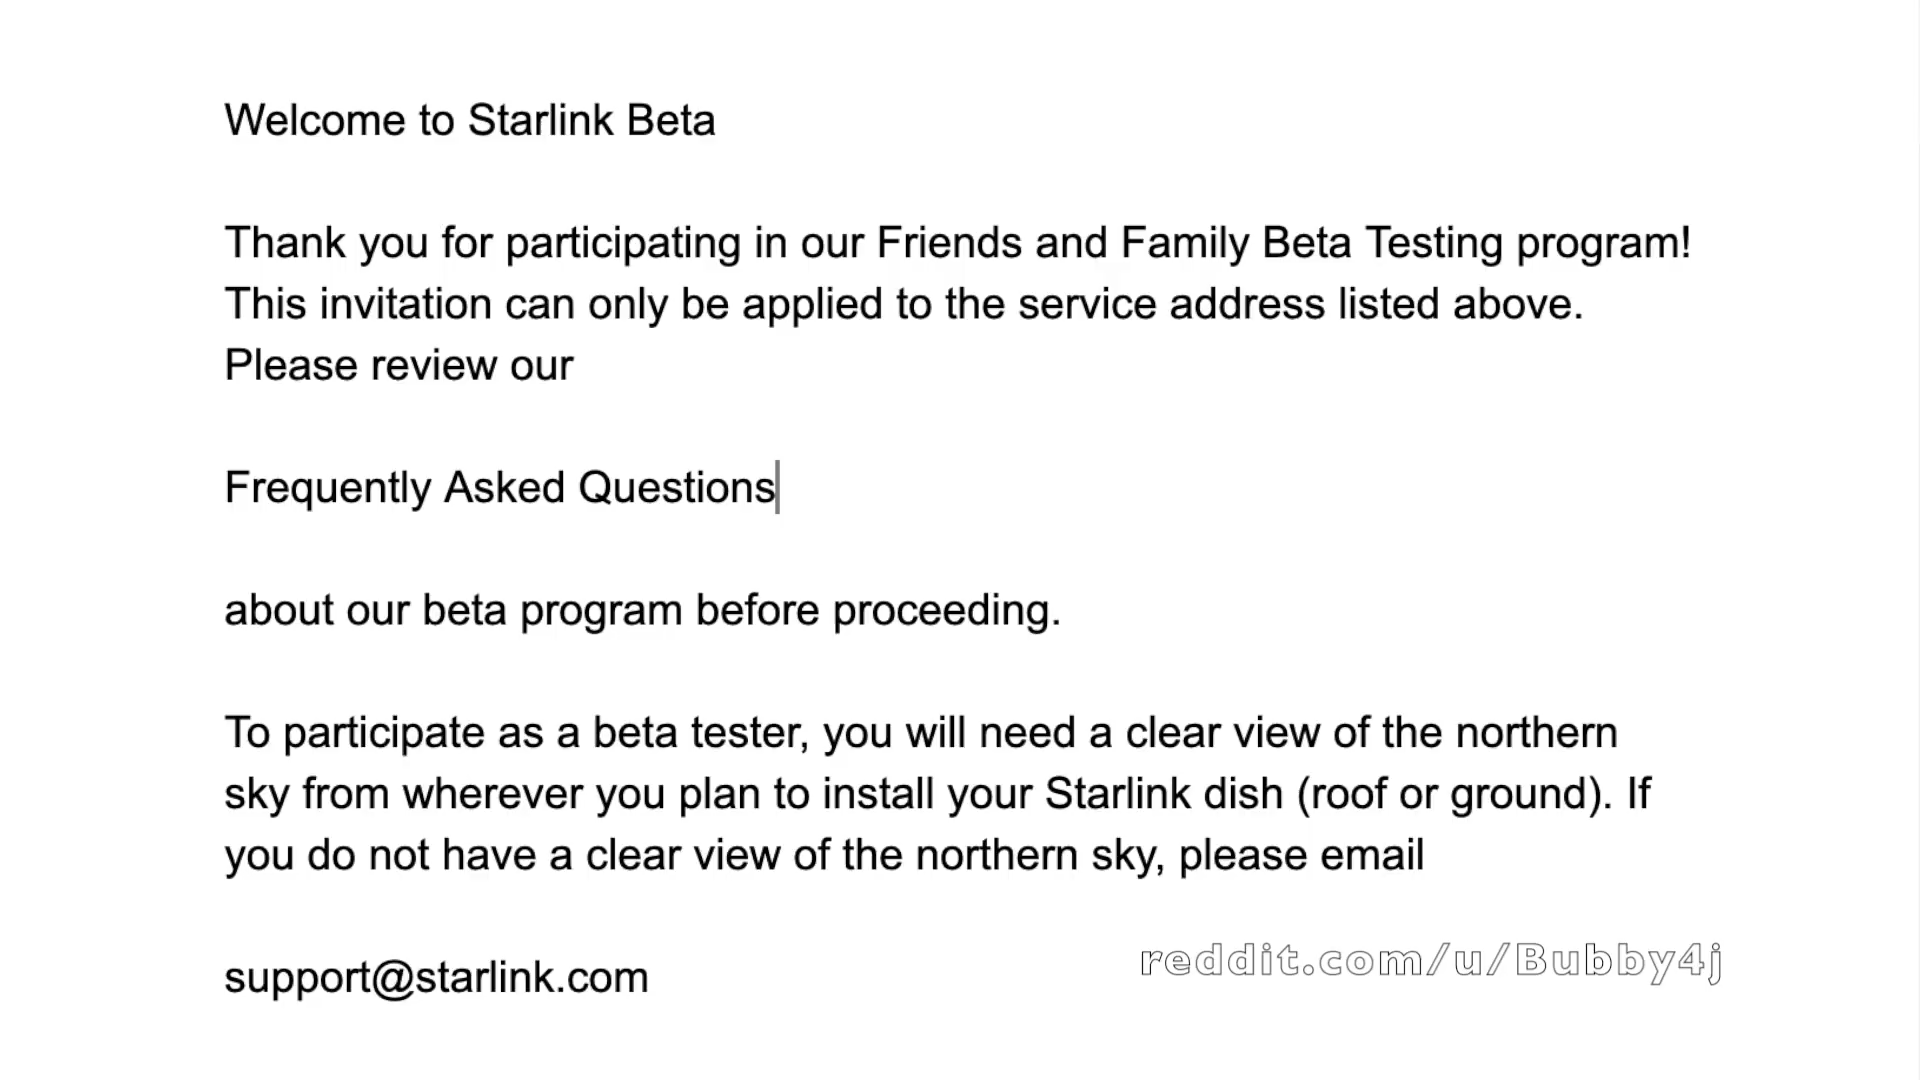 Welcome to Starlink Beta
Thank you for participating in our Friends and Family Beta Testing program!
This invitation can only be applied to the service address listed above.
Please review our
Frequently Asked Questions
about our beta program before proceeding.
To participate as a beta tester, you will need a clear view of the northern
sky from wherever you plan to install your Starlink dish (roof or ground). If
you do not have a clear view of the northern sky, please email
support@starlink.com
reddit.com/u/Bubby4j